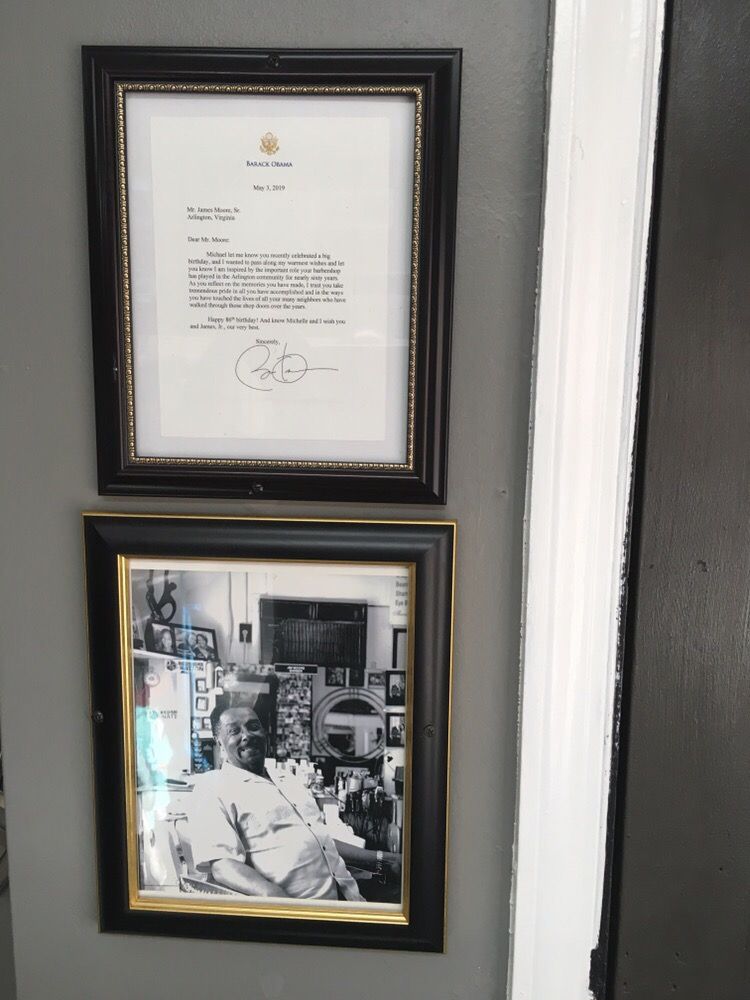 BARACK OBAMA
May 3, 2019
Mr. James Moore, Sr.
Arlington, Virginia
Dear Mr. Moore:
Michael let me know you recently celebrated a big
birthday, and I wanted to pass along my warmest wishes and let
you know I am inspired by the important role your barbershop
has played in the Arlington community for nearly sixty years.
As you reflect on the memories you have made, I trust you take
tremendous pride in all you have accomplished and in the ways
you have touched the lives of all your many neighbors who have
walked through those shop doors over the years.
Happy 86th birthday! And know Michelle and I wish you
and James, Jr., our very best.
Sincerely,